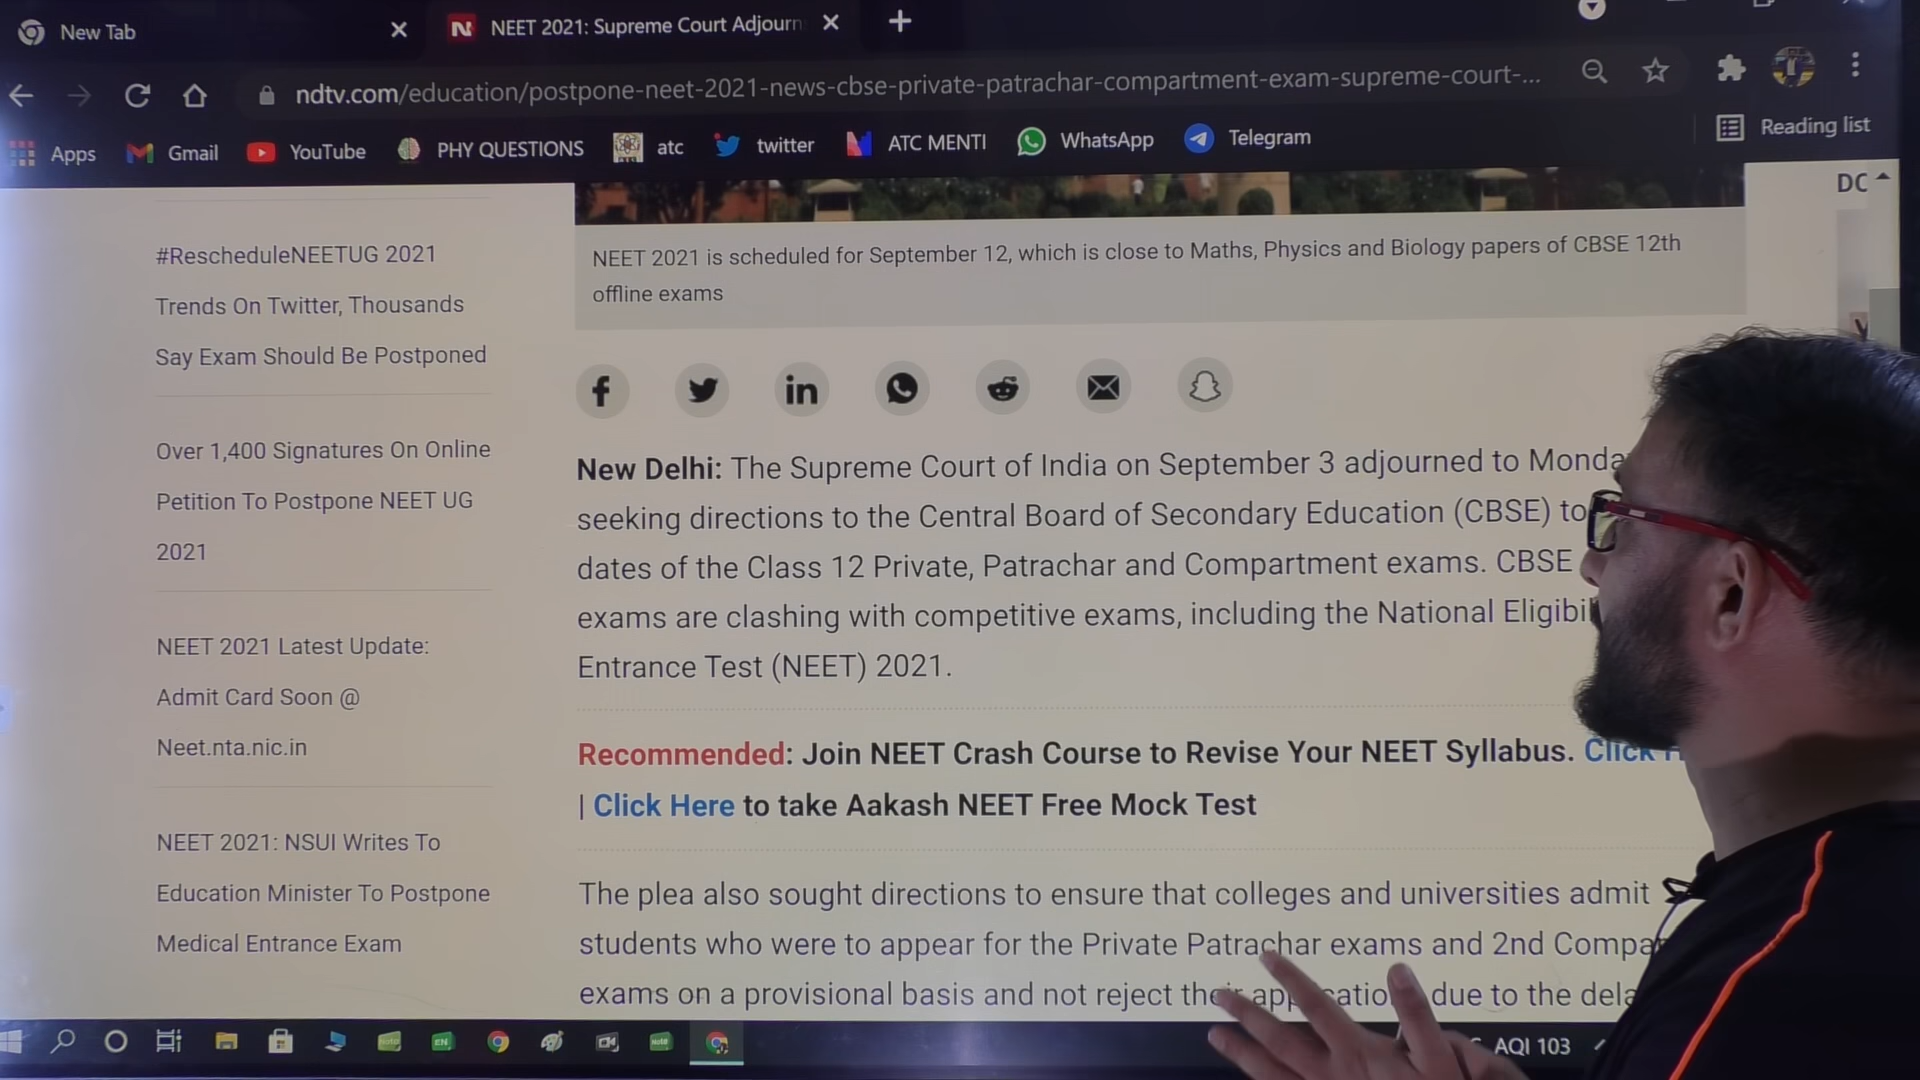 New Tab
NEET 2021: Supreme Court Adjourn
ndtv.com/education/postpone-neet-2021-news-cbse-private-patrachar-compartment-exam-supreme-court-...
Apps
Gmail
YouTube
PHY QUESTIONS
atc
twitter
ATC MENTI
WhatsApp
Telegram
Reading list
DC
#RescheduleNEETUG 2021
Trends On Twitter, Thousands
Say Exam Should Be Postponed
Over 1,400 Signatures On Online
Petition To Postpone NEET UG
2021
NEET 2021 Latest Update:
Admit Card Soon @
Neet.nta.nic.in
NEET 2021: NSUI Writes To
Education Minister To Postpone
Medical Entrance Exam
NEET 2021 is scheduled for September 12, which is close to Maths, Physics and Biology papers of CBSE 12th
offline exams
New Delhi: The Supreme Court of India on September 3 adjourned to
seeking directions to the Central Board of Secondary Education (CBSE) to
dates of the Class 12 Private, Patrachar and Compartment exams. CBSE
exams are clashing with competitive exams, including the National
Entrance Test (NEET) 2021.
Recommended: Join NEET Crash Course to Revise Your NEET Syllabus. Click
| Click Here to take Aakash NEET Free Mock Test
The plea also sought directions to ensure that colleges and universities admit
students who were to appear for the Private Patrachar exams and 2nd
exams on a provisional basis and not reject due to the
AQI 103